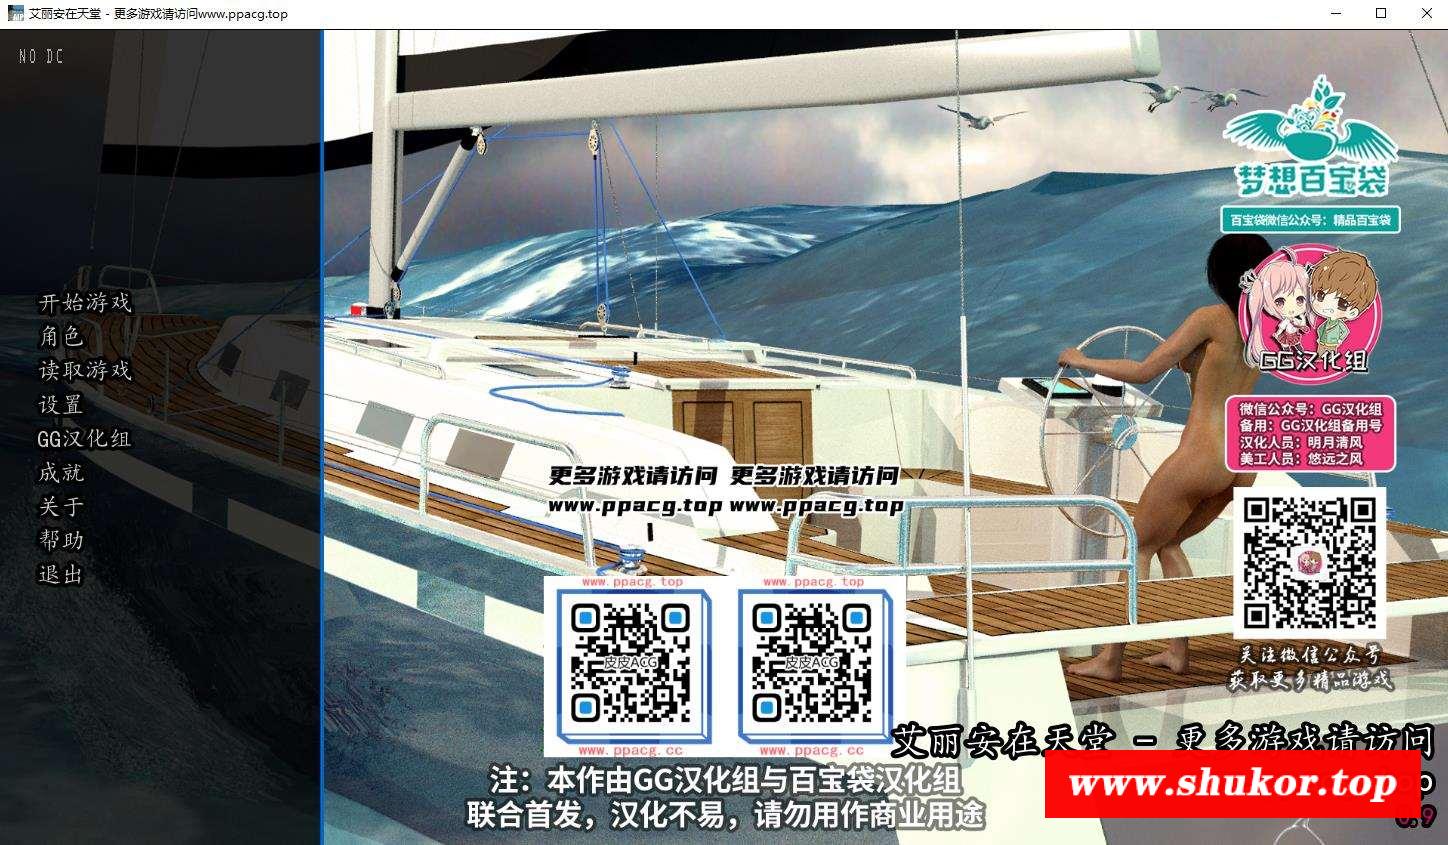 艾丽安在天堂 - 更多游戏请访问www.ppacg.top
NO DC
梦想百宝袋
百宝袋微信公众号：精品百宝袋
开始游戏
角色
读取游戏
设置
GG汉化组
成就
关于
帮助
退出
GG汉化组
微信公众号：GG汉化组
备用：GG汉化组备用号
汉化人员：明月清风
美工人员：悠远之风
更多游戏请访问 更多游戏请访问
www.ppacg.top www.ppacg.top
www.ppacg.top www.ppacg.top
皮皮ACG 皮皮ACG
www.ppacg.cc www.ppacg.cc
关注微信公众号
获取更多精品游戏
艾丽安在天堂 - 更多游戏请访问
注：本作由GG汉化组与百宝袋汉化组
联合首发，汉化不易，请勿用作商业用途
www.shukor.top